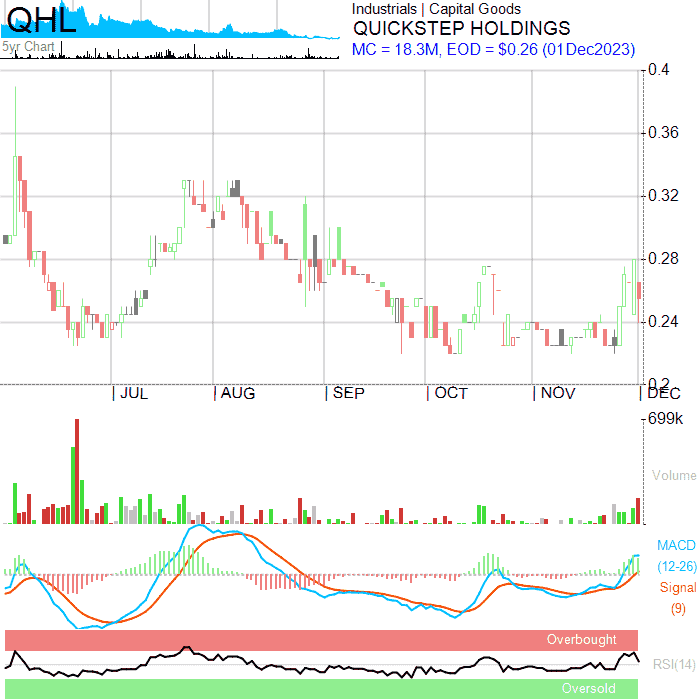 QHL
5yr Chart
Industrials | Capital Goods
QUICKSTEP HOLDINGS
MC = 18.3M, EOD = $0.26 (01Dec2023)
0.4
0.36
0.32
0.28
0.24
0.2
JUL
AUG
SEP
OCT
NOV
DEC
699k
Volume
MACD
(12-26)
Signal
(9)
Overbought
RSI(14)
Oversold